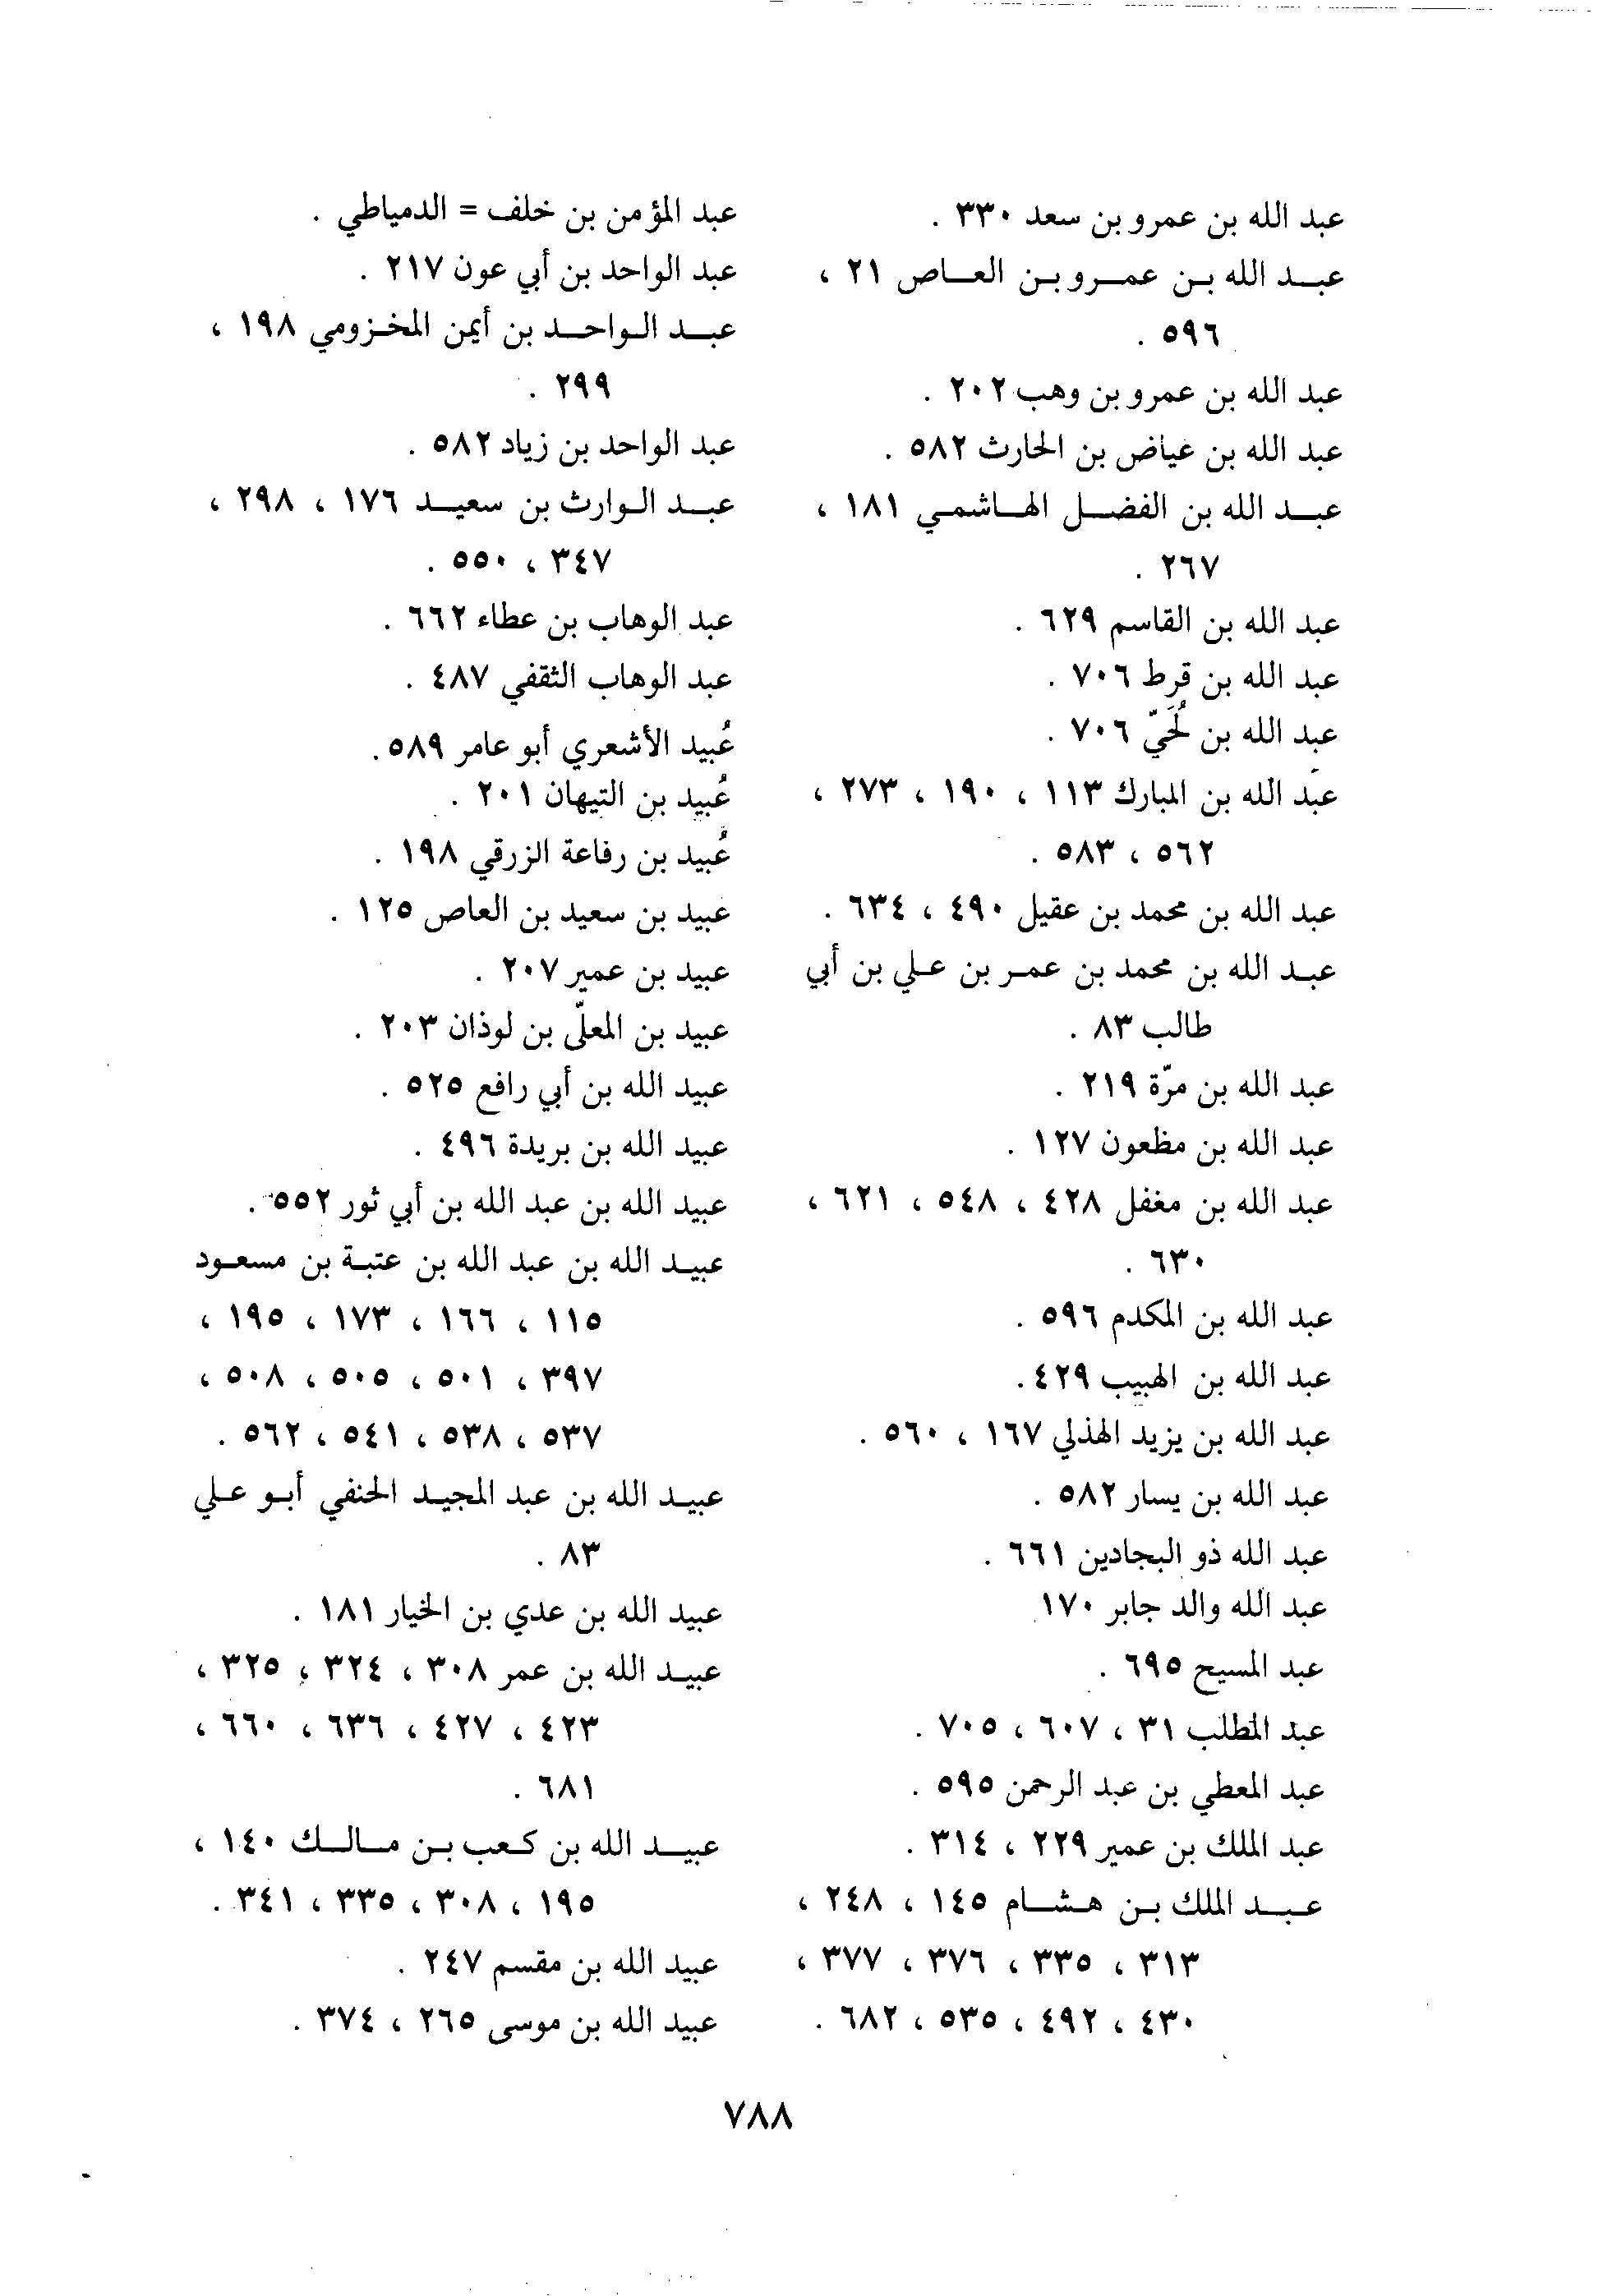 عبد الله بن عمرو بن سعد ٣٣٠ .
عبد الله بن عمرو بن العاص ٢١ ،
٥٩٦ .
عبد الله بن عمرو بن وهب ٢٠٢ .
عبد الله بن عياض بن الحارث ٥٨٢ .
عبد الله بن الفضل الهاشمي ١٨١ ،
٢٦٧ .
عبد الله بن القاسم ٦٢٩ .
عبد الله بن قرط ٧٠٦ .
عبد الله بن لُحَيّ ٧٠٦ .
عبد الله بن المبارك ١١٣ ، ١٩٠ ، ٢٧٣ ،
٥٦٢ ، ٥٨٣ .
عبد الله بن محمد بن عقيل ٤٩٠ ، ٦٣٤ .
عبد الله بن محمد بن عمر بن علي بن أبي
طالب ٨٣ .
عبد الله بن مرّة ٢١٩ .
عبد الله بن مظعون ١٢٧ .
عبد الله بن مغفل ٤٢٨ ، ٥٤٨ ، ٦٢١ ،
٦٣٠ .
عبد الله بن المكدم ٥٩٦ .
عبد الله بن الهبيب ٤٢٩ .
عبد الله بن يزيد الهذلي ١٦٧ ، ٥٦٠ .
عبد الله بن يسار ٥٨٢ .
عبد الله ذو البجادين ٦٦١ .
عبد الله والد جابر ١٧٠
عبد المسيح ٦٩٥ .
عبد المطلب ٣١ ، ٦٠٧ ، ٧٠٥ .
عبد المعطي بن عبد الرحمن ٥٩٥ .
عبد الملك بن عمير ٢٢٩ ، ٣١٤ .
عبد الملك بن هشام ١٤٥ ، ٢٤٨ ،
٣١٣ ، ٣٣٥ ، ٣٧٦ ، ٣٧٧ ،
٤٣٠ ، ٤٩٢ ، ٥٣٥ ، ٦٨٢ .
عبد المؤمن بن خلف = الدمياطي .
عبد الواحد بن أبي عون ٢١٧ .
عبد الواحد بن أيمن المخزومي ١٩٨ ،
٢٩٩ .
عبد الواحد بن زياد ٥٨٢ .
عبد الوارث بن سعيد ١٧٦ ، ٢٩٨ ،
٣٤٧ ، ٥٥٠ .
عبد الوهاب بن عطاء ٦٦٢ .
عبد الوهاب الثقفي ٤٨٧ .
عُبيد الأشعري أبو عامر ٥٨٩ .
عُبيد بن التيهان ٢٠١ .
عُبيد بن رفاعة الزرقي ١٩٨ .
عبيد بن سعيد بن العاص ١٢٥ .
عبيد بن عمير ٢٠٧ .
عبيد بن المعلّى بن لوذان ٢٠٣ .
عبيد الله بن أبي رافع ٥٢٥ .
عبيد الله بن بريدة ٤٩٦ .
عبيد الله بن عبد الله بن أبي ثور ٥٥٢ .
عبيد الله بن عبد الله بن عتبة بن مسعود
١١٥ ، ١٦٦ ، ١٧٣ ، ١٩٥ ،
٣٩٧ ، ٥٠١ ، ٥٠٥ ، ٥٠٨ ،
٥٣٧ ، ٥٣٨ ، ٥٤١ ، ٥٦٢ .
عبيد الله بن عبد المجيد الحنفي أبو علي
٨٣ .
عبيد الله بن عدي بن الخيار ١٨١ .
عبيد الله بن عمر ٣٠٨ ، ٣٢٤ ، ٣٢٥ ،
٤٢٣ ، ٤٢٧ ، ٦٣٦ ، ٦٦٠ ،
٦٨١ .
عبيد الله بن كعب بن مالك ١٤٠ ،
١٩٥ ، ٣٠٨ ، ٣٣٥ ، ٣٤١ .
عبيد الله بن مقسم ٢٤٧ .
عبيد الله بن موسى ٢٦٥ ، ٣٧٤ .
٧٨٨